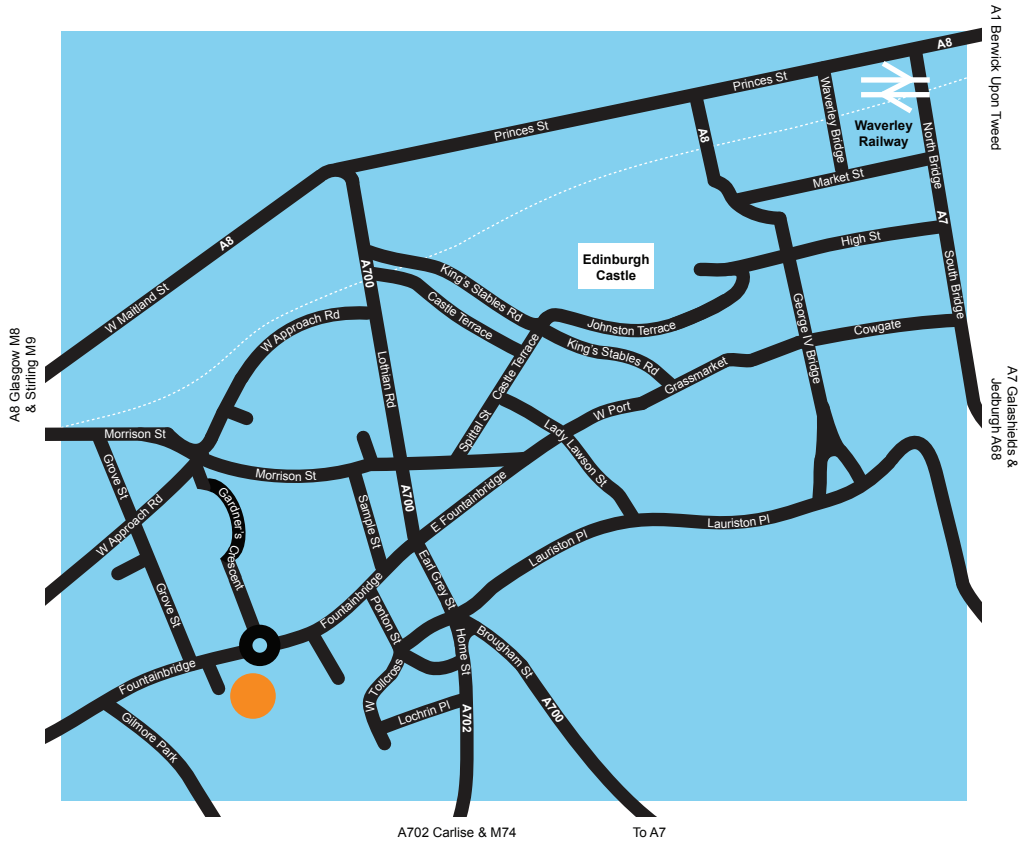 A8
A1 Berwick Upon Tweed
Princes St
Princes St
A8
Waverley Bridge
Waverley
Railway
North Bridge
Market St
A7
High St
South Bridge
A8
W Maitland St
A700
King's Stables Rd
Castle Terrace
Edinburgh
Castle
Johnston Terrace
King's Stables Rd
George IV Bridge
Cowgate
W Approach Rd
Lothian Rd
Castle Terrace
Grassmarket
W Port
A8 Glasgow M8
& Stirling M9
A7 Galashields &
Jedburgh A68
Spittal St
Lady Lawson St
Morrison St
Morrison St
Grove St
Gardner's
Crescent
W Approach Rd
Sample St
A700
E Fountainbridge
Lauriston Pl
Lauriston Pl
Grove St
Earl Grey St
Fountainbridge
Ponton St
Home St
Brougham St
Fountainbridge
W Tollcross
Lochrin Pl
A702
A700
Gilmore Park
A702 Carlise & M74
To A7